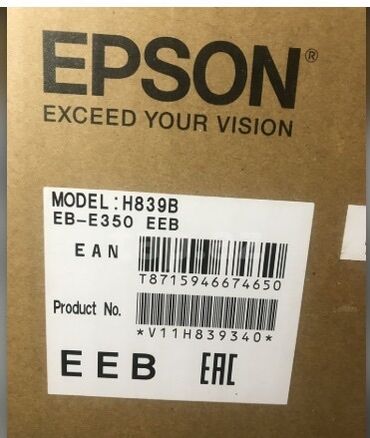 EPSON®
EXCEED YOUR VISION
MODEL:H839B
EB-E350 EEB
EAN
T8715946674650
Product No.
*V11H839340*
EEB EAC